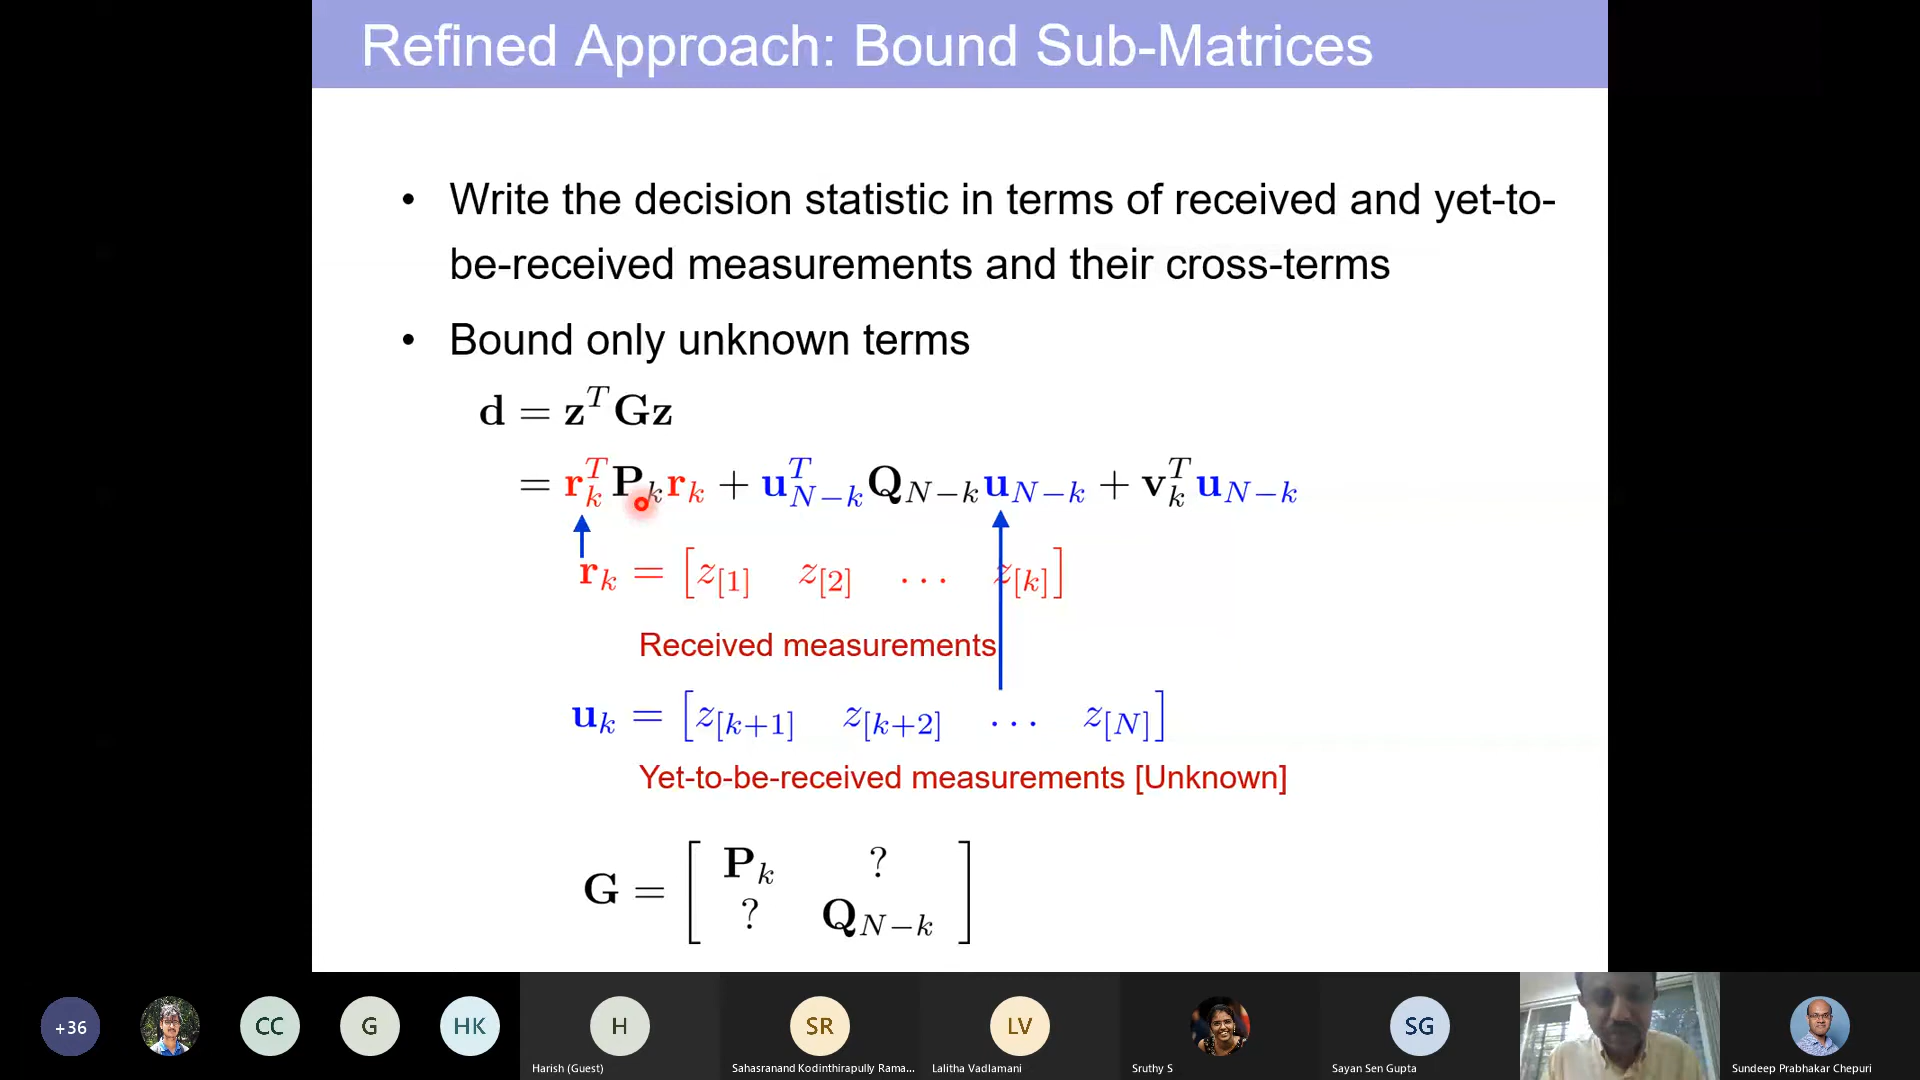 Refined Approach: Bound Sub-Matrices
• Write the decision statistic in terms of received and yet-to-
be-received measurements and their cross-terms
• Bound only unknown terms
d = z^T Gz
= r_k^T P_k r_k + u_{N-k}^T Q_{N-k} u_{N-k} + v_k^T u_{N-k}
r_k = [z_{[1]} z_{[2]} ... z_{[k]}]
Received measurements
u_k = [z_{[k+1]} z_{[k+2]} ... z_{[N]}]
Yet-to-be-received measurements [Unknown]
G = [ P_k ?
? Q_{N-k} ]
+36 CC G HK H SR LV SG
Harish (Guest) Sahasranand Kodinthirapully Rama... Lalitha Vadlamani Sruthy S Sayan Sen Gupta Sundeep Prabhakar Chepuri